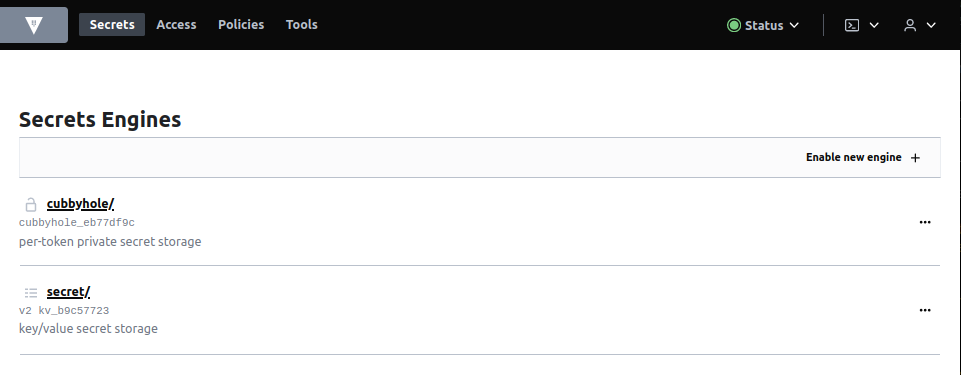 Secrets Access Policies Tools Status
Secrets Engines
Enable new engine +
cubbyhole/
cubbyhole_eb77df9c
per-token private secret storage
secret/
v2 kv_b9c57723
key/value secret storage